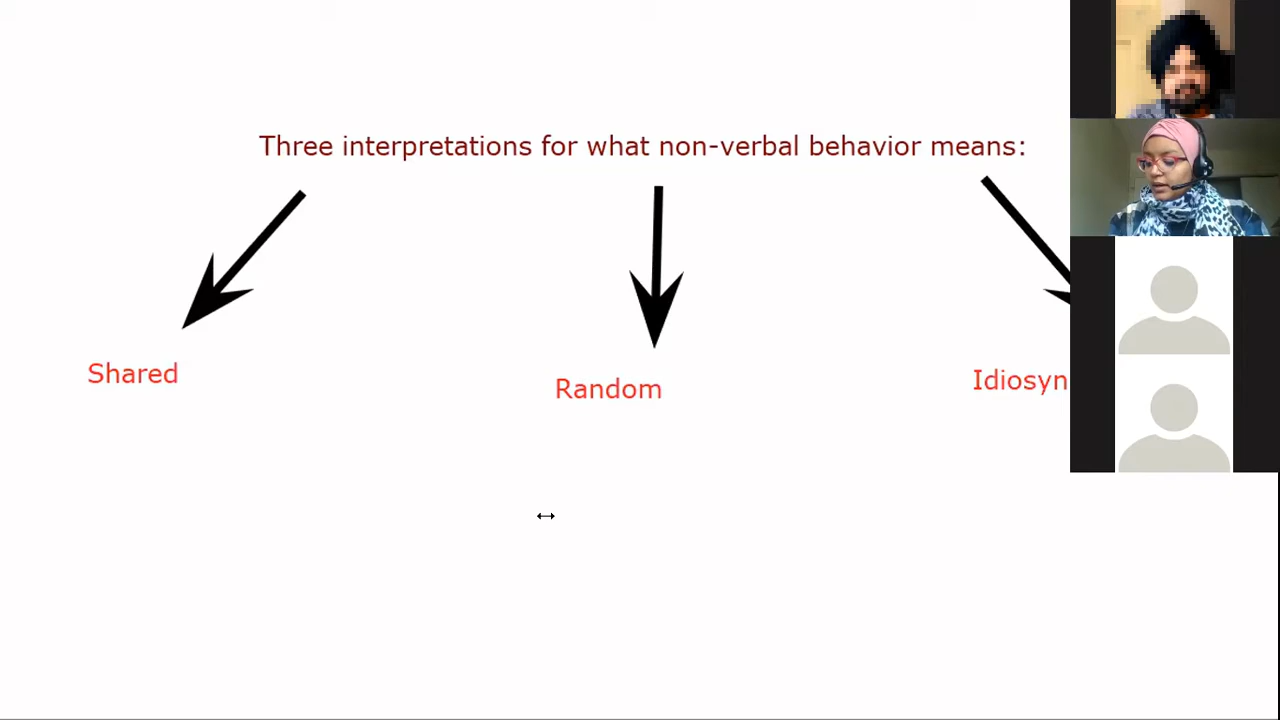 Three interpretations for what non-verbal behavior means:
Shared
Random
Idiosyn